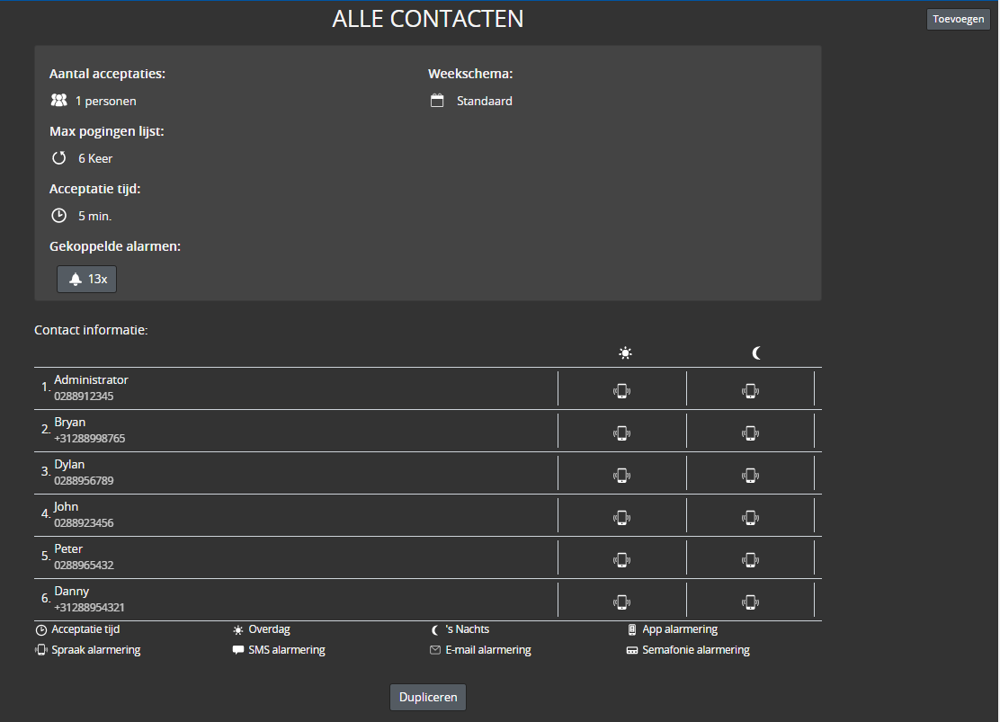 ALLE CONTACTEN
Toevoegen
Aantal acceptaties:
1 personen
Weekschema:
Standaard
Max pogingen lijst:
6 Keer
Acceptatie tijd:
5 min.
Gekoppelde alarmen:
13x
Contact informatie:
1. Administrator
0288912345
2. Bryan
+31288998765
3. Dylan
0288956789
4. John
0288923456
5. Peter
0288965432
6. Danny
+31288954321
Acceptatie tijd Overdag 's Nachts App alarmering
Spraak alarmering SMS alarmering E-mail alarmering Semafonie alarmering
Dupliceren